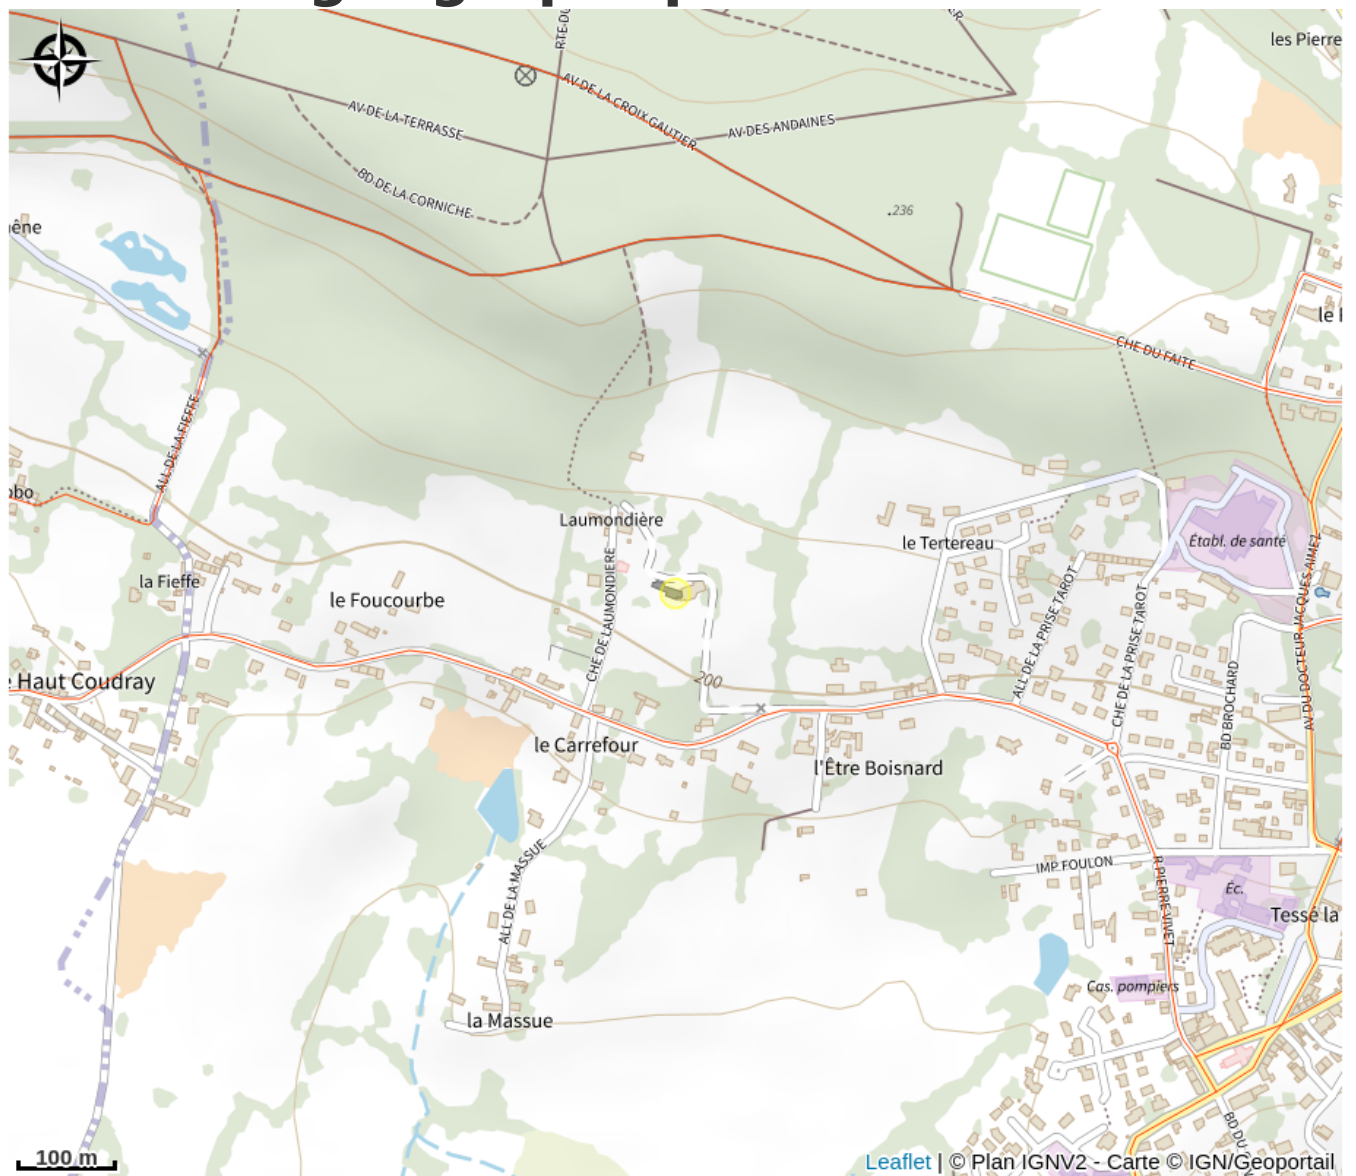 les Pierre
AV DE LA CROIX GAUTIER
AV DE LA TERRASSE
AV DES ANDAINES
BD DE LA CORNICHE
.236
CHE DU FAITE
ALL DE LA FIEFFE
Laumondière
le Tertereau
Établ. de santé
la Fieffe
le Foucourbe
CHE DE LAUMONDIERE
ALL DE LA PRISE TAROT
CHE DE LA PRISE TAROT
AV DU DOCTEUR JACQUES AIMEZ
Haut Coudray
200
BD BROCHARD
le Carrefour
l'Être Boisnard
ALL DE LA MASSUE
IMP FOULON
R PIERRE VIVET
Éc.
Tessé la
Cas. pompiers
la Massue
BD DU
100 m
Leaflet | © Plan IGNV2 - Carte © IGN/Geoportail